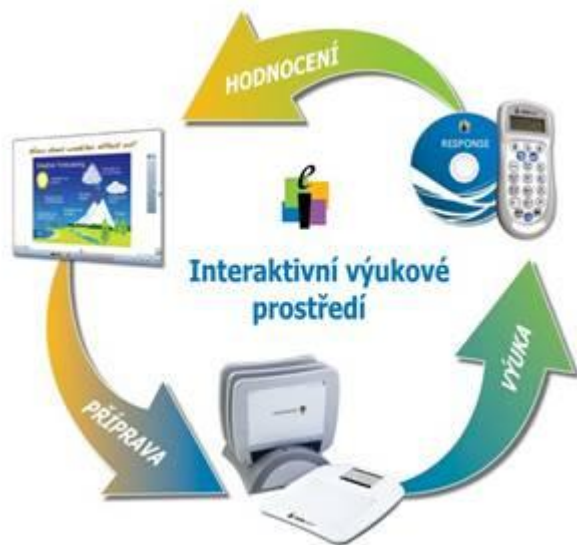 HODNOCENÍ
RESPONSE
Interaktivní výukové
prostředí
VÝUKA
PŘÍPRAVA